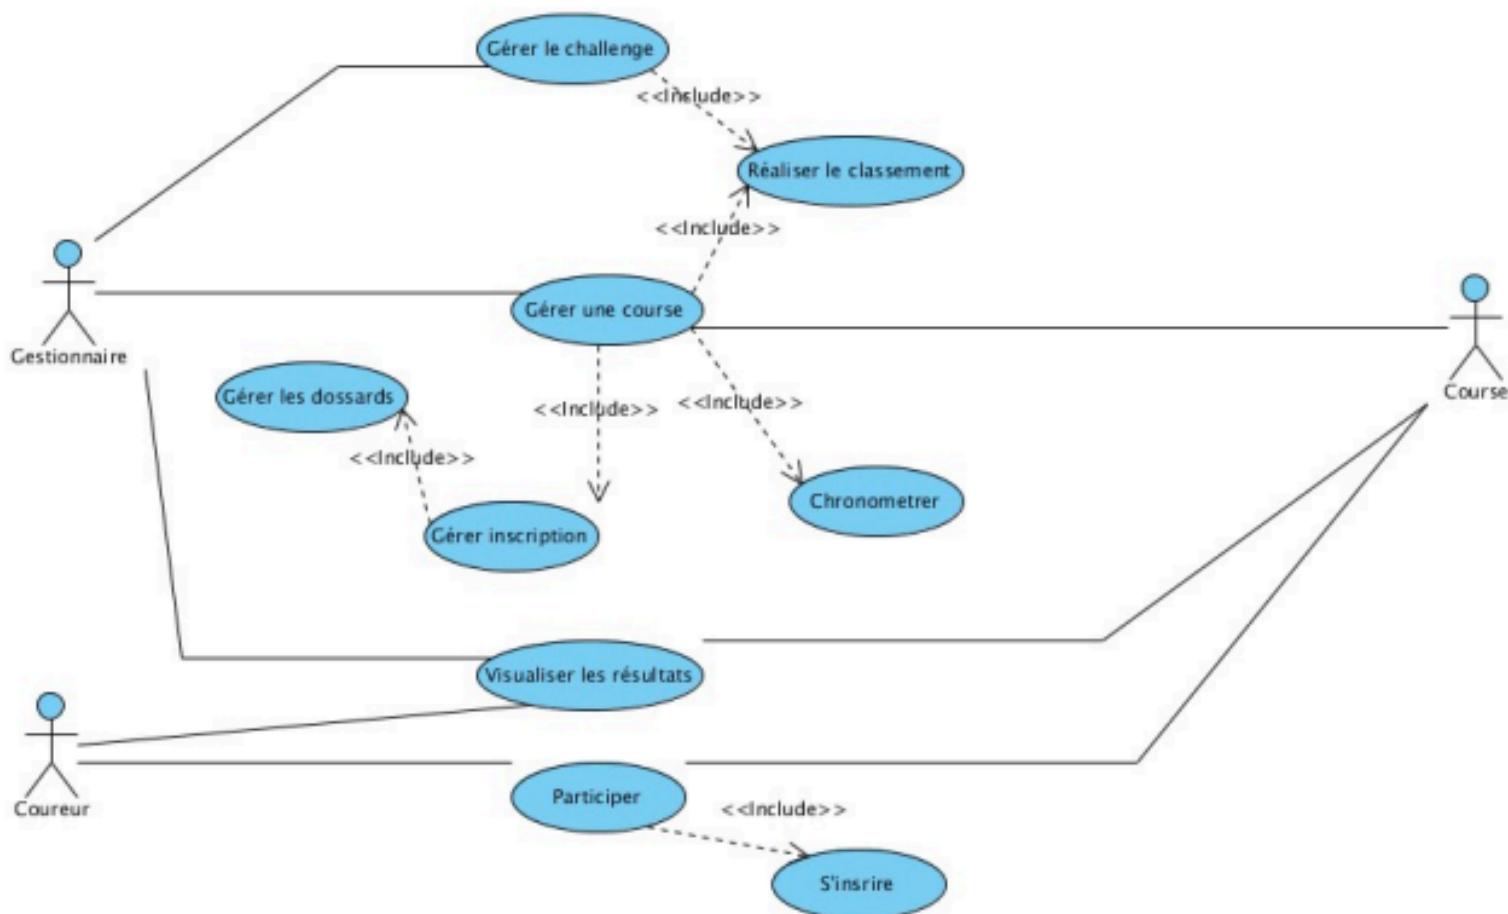 Gérer le challenge
<<Include>>
Réaliser le classement
<<Include>>
Gérer une course
Gestionnaire
Course
Gérer les dossards
<<Include>>
<<Include>>
<<Include>>
Chronometrer
Gérer inscription
Visualiser les résultats
Coureur
Participer
<<Include>>
S'insrire